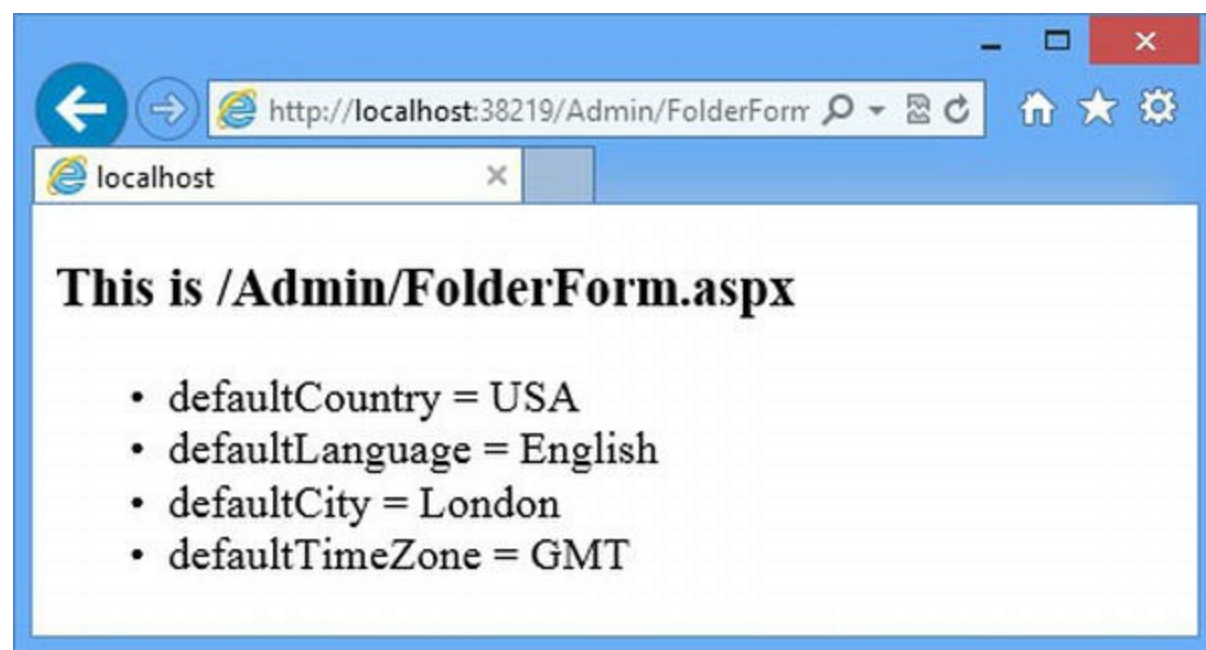 http://localhost:38219/Admin/FolderForm
localhost
This is /Admin/FolderForm.aspx
• defaultCountry = USA
• defaultLanguage = English
• defaultCity = London
• defaultTimeZone = GMT